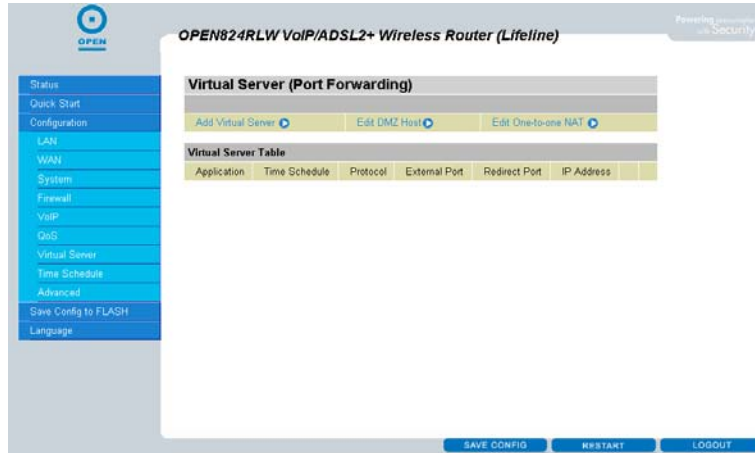 OPEN
OPEN824RLW VoIP/ADSL2+ Wireless Router (Lifeline)
Powering
with Security
Status
Quick Start
Configuration
LAN
WAN
System
Firewall
VoIP
QoS
Virtual Server
Time Schedule
Advanced
Save Config to FLASH
Language
Virtual Server (Port Forwarding)
Add Virtual Server Edit DMZ Host Edit One-to-one NAT
Virtual Server Table
Application Time Schedule Protocol External Port Redirect Port IP Address
SAVE CONFIG RESTART LOGOUT